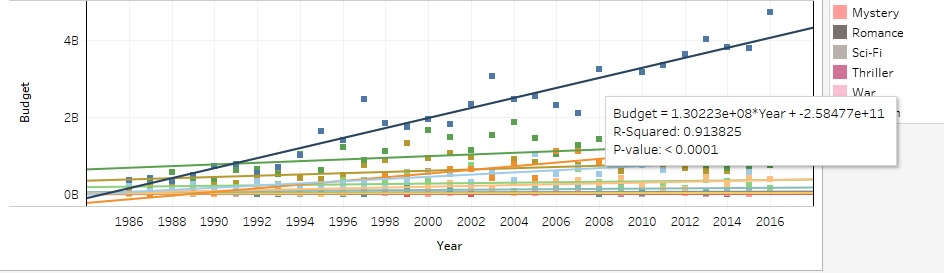 Mystery
Romance
Sci-Fi
Thriller
War
4B
2B
0B
Budget
Budget = 1.30223e+08*Year + -2.58477e+11
R-Squared: 0.913825
P-value: < 0.0001
1986 1988 1990 1992 1994 1996 1998 2000 2002 2004 2006 2008 2010 2012 2014 2016
Year